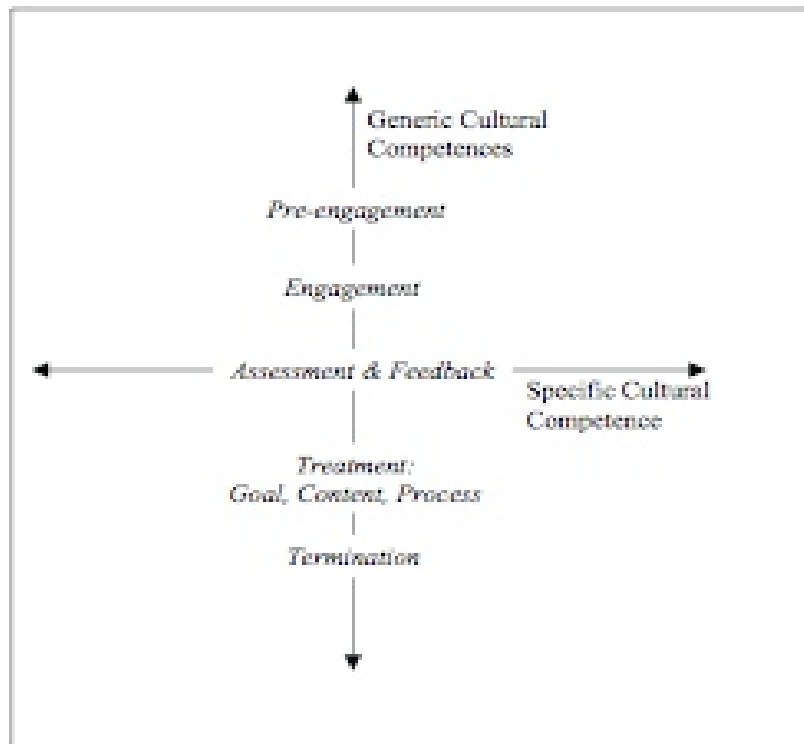 Generic Cultural
Competences
Pre-engagement
Engagement
Assessment & Feedback
Specific Cultural
Competence
Treatment:
Goal, Content, Process
Termination